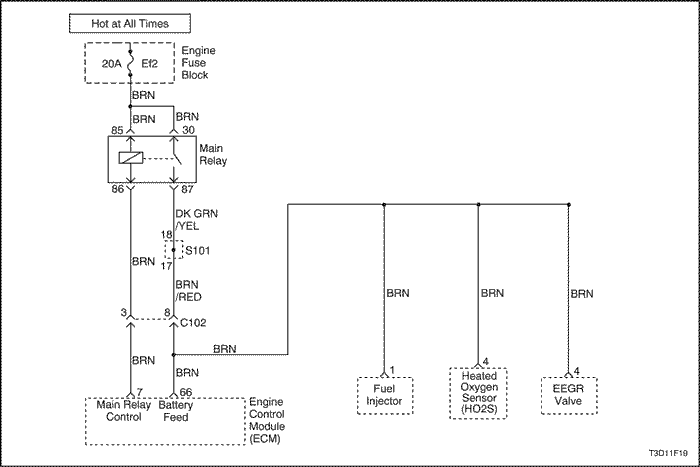 Hot at All Times
20A Ef2
Engine
Fuse
Block
BRN
BRN
BRN
85
30
Main
Relay
86
87
DK GRN
/YEL
18
S101
17
BRN
BRN
/RED
3
8
C102
BRN
BRN
BRN
7
66
Main Relay
Control
Battery
Feed
Engine
Control
Module
(ECM)
BRN
BRN
BRN
1
Fuel
Injector
4
Heated
Oxygen
Sensor
(HO2S)
4
EEGR
Valve
T3D11F19